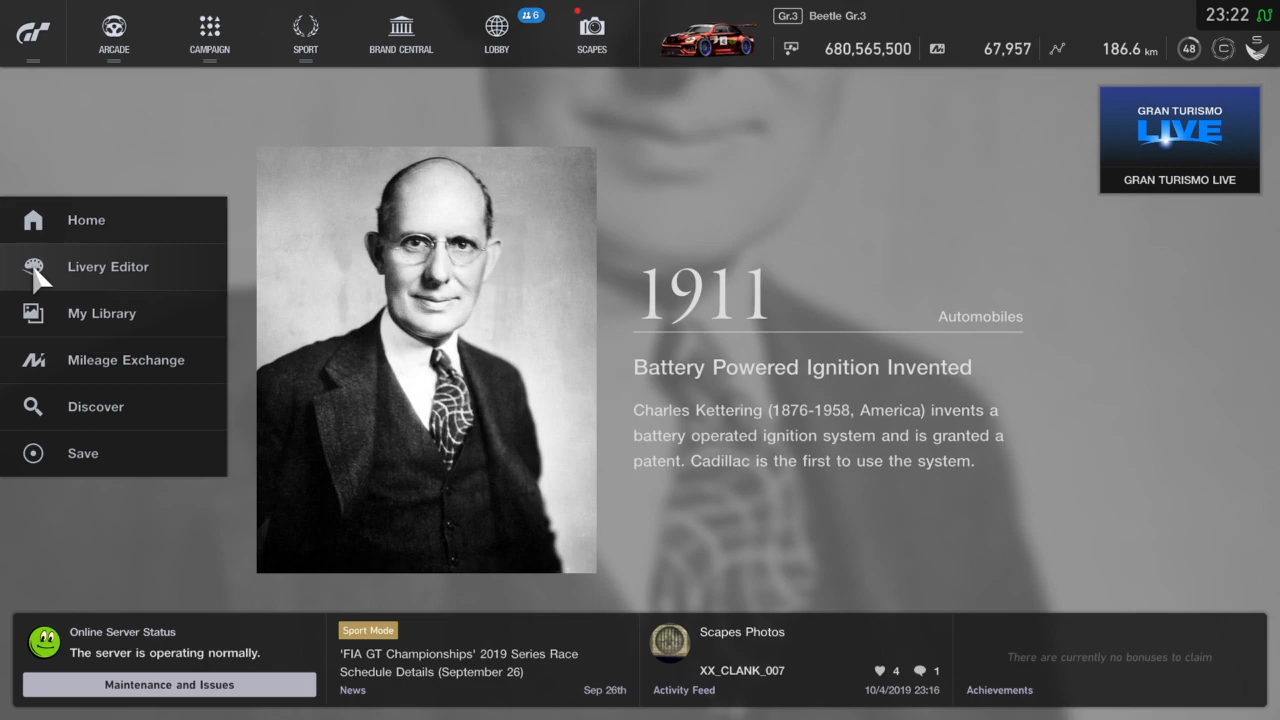 GT
ARCADE
CAMPAIGN
SPORT
BRAND CENTRAL
6
LOBBY
SCAPES
Gr.3 Beetle Gr.3
680,565,500
67,957
186.6 km
48
C
S
23:22
GRAN TURISMO
LIVE
GRAN TURISMO LIVE
Home
Livery Editor
My Library
Mileage Exchange
Discover
Save
1911
Automobiles
Battery Powered Ignition Invented
Charles Kettering (1876-1958, America) invents a
battery operated ignition system and is granted a
patent. Cadillac is the first to use the system.
Online Server Status
The server is operating normally.
Maintenance and Issues
Sport Mode
'FIA GT Championships' 2019 Series Race
Schedule Details (September 26)
News Sep 26th
Scapes Photos
XX_CLANK_007 4 1
Activity Feed 10/4/2019 23:16
There are currently no bonuses to claim
Achievements